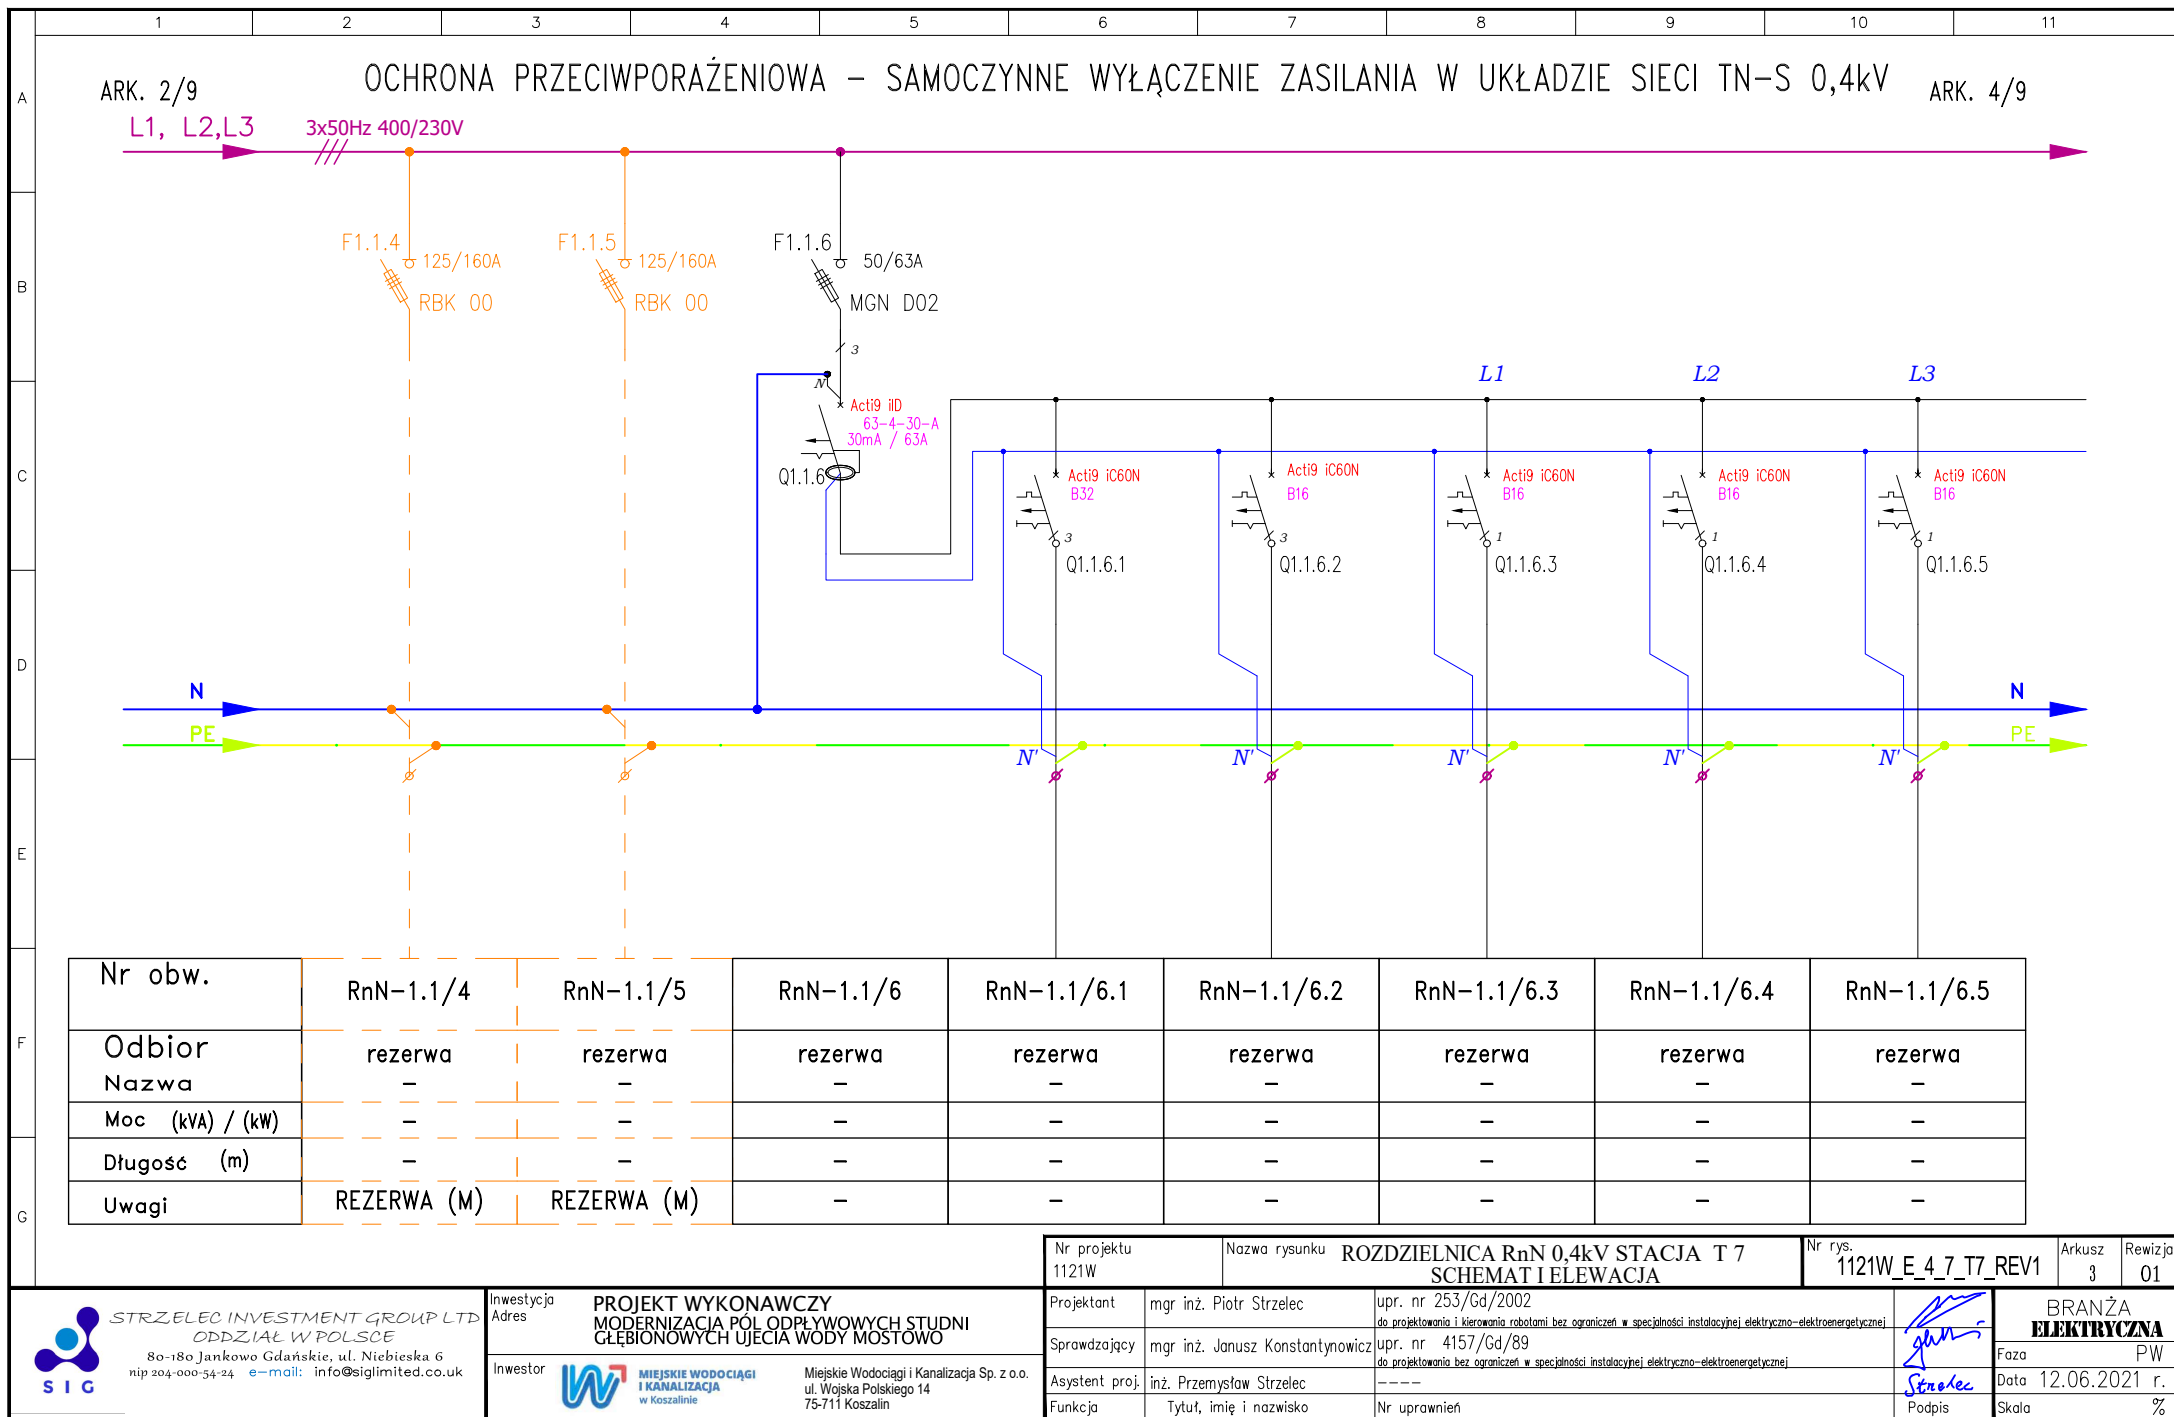 1 2 3 4 5 6 7 8 9 10 11
A
B
C
D
E
F
G
OCHRONA PRZECIWPORAŻENIOWA – SAMOCZYNNE WYŁĄCZENIE ZASILANIA W UKŁADZIE SIECI TN-S 0,4kV
ARK. 2/9
ARK. 4/9
L1, L2,L3
3x50Hz 400/230V
F1.1.4
125/160A
RBK 00
F1.1.5
125/160A
RBK 00
F1.1.6
50/63A
MGN D02
3
N
Acti9 iID
63-4-30-A
30mA / 63A
Q1.1.6
L1
L2
L3
Acti9 iC60N
B32
3
Q1.1.6.1
Acti9 iC60N
B16
3
Q1.1.6.2
Acti9 iC60N
B16
1
Q1.1.6.3
Acti9 iC60N
B16
1
Q1.1.6.4
Acti9 iC60N
B16
1
Q1.1.6.5
N
N
PE
PE
N' N' N' N' N'
Nr obw. RnN-1.1/4 RnN-1.1/5 RnN-1.1/6 RnN-1.1/6.1 RnN-1.1/6.2 RnN-1.1/6.3 RnN-1.1/6.4 RnN-1.1/6.5
Odbior rezerwa rezerwa rezerwa rezerwa rezerwa rezerwa rezerwa rezerwa
Nazwa – – – – – – – –
Moc (kVA) / (kW) – – – – – – – –
Długość (m) – – – – – – – –
Uwagi REZERWA (M) REZERWA (M) – – – – – –
Nr projektu
1121W
Nazwa rysunku
ROZDZIELNICA RnN 0,4kV STACJA T 7
SCHEMAT I ELEWACJA
Nr rys.
1121W_E_4_7_T7_REV1
Arkusz
3
Rewizja
01
SIG
STRZELEC INVESTMENT GROUP LTD
ODDZIAŁ W POLSCE
80-180 Jankowo Gdańskie, ul. Niebieska 6
nip 204-000-54-24 e-mail: info@siglimited.co.uk
Inwestycja
Adres
PROJEKT WYKONAWCZY
MODERNIZACJA PÓL ODPŁYWOWYCH STUDNI
GŁĘBIONOWYCH UJECIA WODY MOSTOWO
Inwestor
MIEJSKIE WODOCIĄGI
I KANALIZACJA
w Koszalinie
Miejskie Wodociągi i Kanalizacja Sp. z o.o.
ul. Wojska Polskiego 14
75-711 Koszalin
Projektant mgr inż. Piotr Strzelec upr. nr 253/Gd/2002
do projektowania i kierowania robotami bez ograniczeń w specjalności instalacyjnej elektryczno-elektroenergetycznej
Sprawdzający mgr inż. Janusz Konstantynowicz upr. nr 4157/Gd/89
do projektowania bez ograniczeń w specjalności instalacyjnej elektryczno-elektroenergetycznej
Asystent proj. inż. Przemysław Strzelec ----
Strzelec
Funkcja Tytuł, imię i nazwisko Nr uprawnień Podpis
BRANŻA
ELEKTRYCZNA
Faza PW
Data 12.06.2021 r.
Skala %